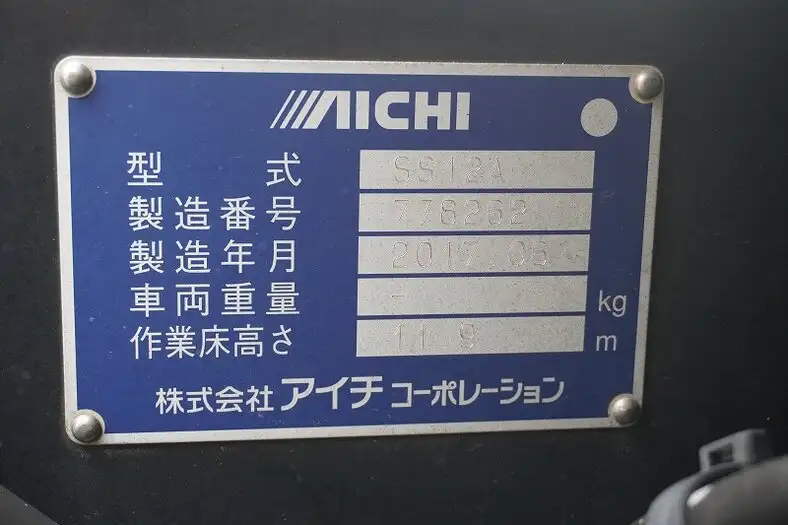 AICHI
型式 SS12A
製造番号 778262
製造年月 2017.05
車両重量 - kg
作業床高さ 11.9 m
株式会社アイチコーポレーション